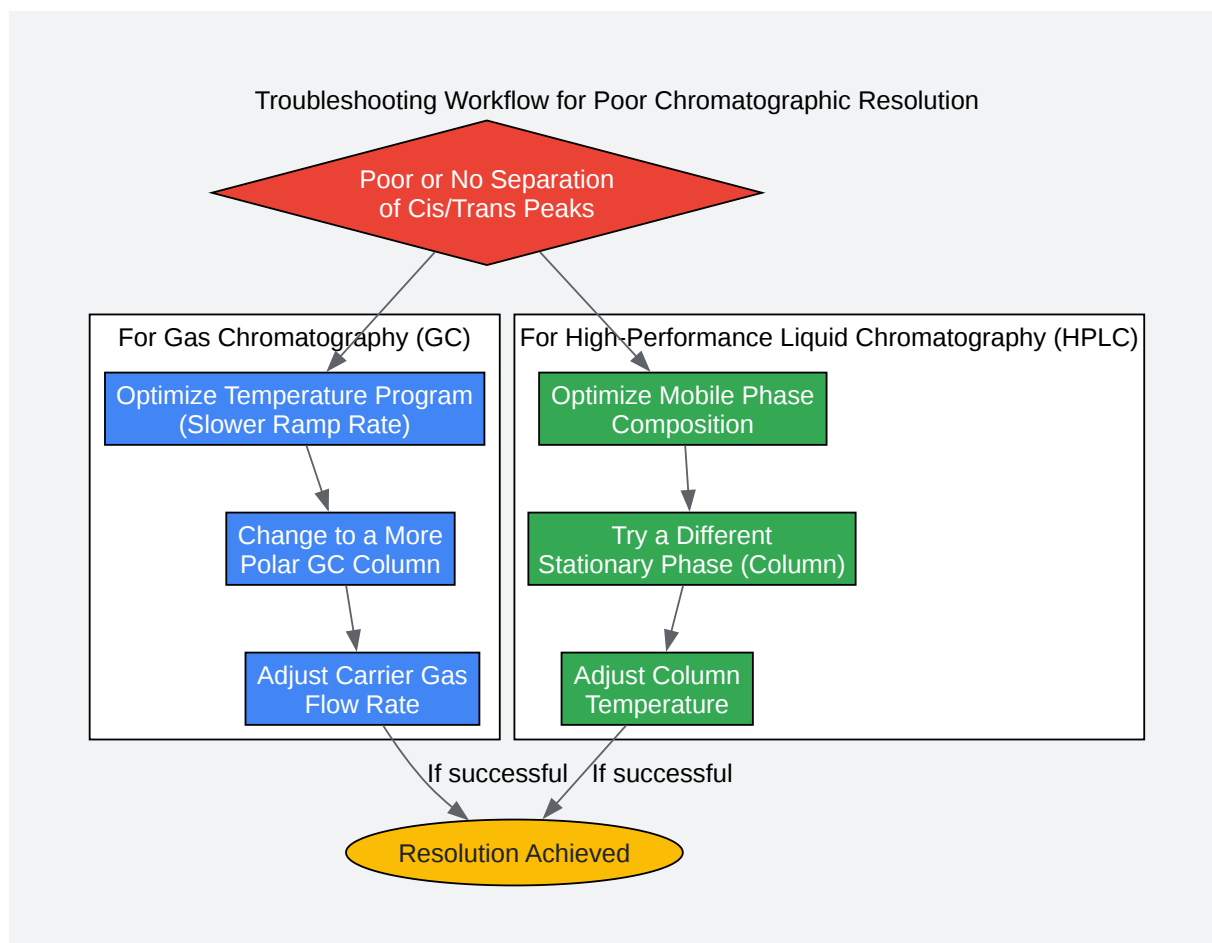 Troubleshooting Workflow for Poor Chromatographic Resolution
Poor or No Separation
of Cis/Trans Peaks
For Gas Chromatography (GC)
Optimize Temperature Program
(Slower Ramp Rate)
Change to a More
Polar GC Column
Adjust Carrier Gas
Flow Rate
For High-Performance Liquid Chromatography (HPLC)
Optimize Mobile Phase
Composition
Try a Different
Stationary Phase (Column)
Adjust Column
Temperature
If successful
If successful
Resolution Achieved